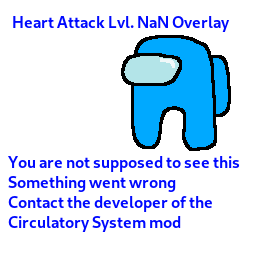 Heart Attack Lvl. NaN Overlay
You are not supposed to see this
Something went wrong
Contact the developer of the
Circulatory System mod